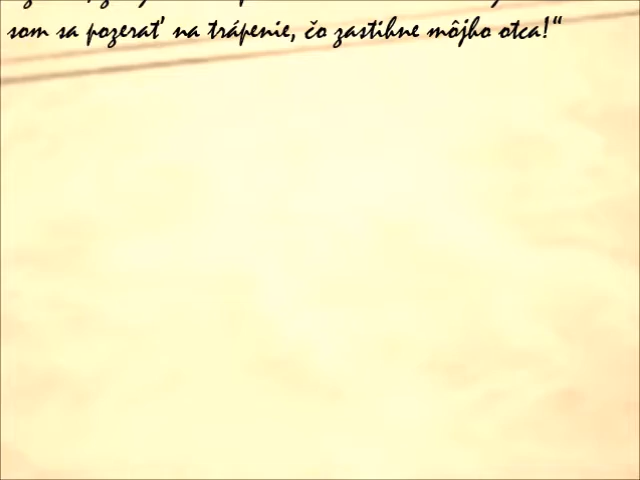 som sa pozerať na trápenie, čo zastihne môjho otca!“